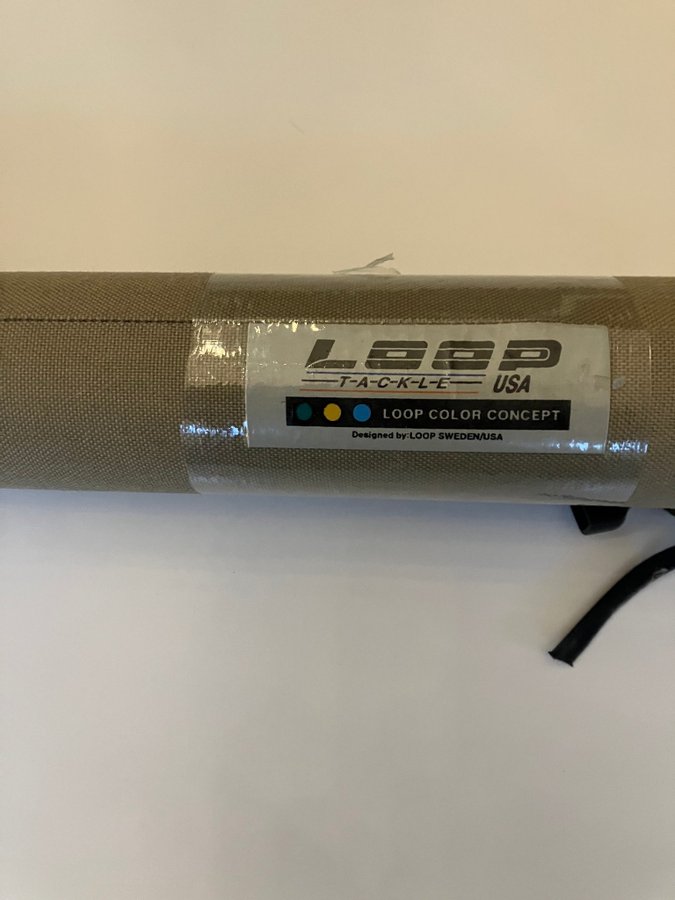 LOOP
T-A-C-K-L-E USA
LOOP COLOR CONCEPT
Designed by:LOOP SWEDEN/USA